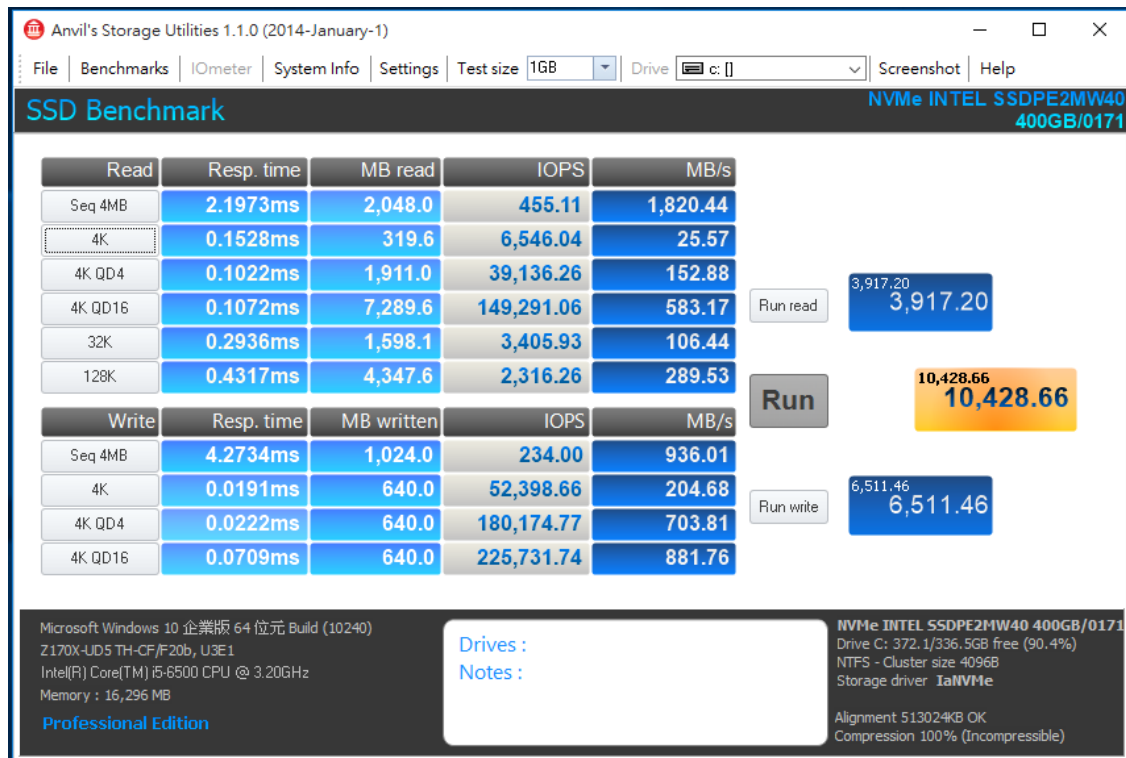 Anvil's Storage Utilities 1.1.0 (2014-January-1)
File Benchmarks IOmeter System Info Settings Test size 1GB Drive c: [] Screenshot Help
SSD Benchmark
NVMe INTEL SSDPE2MW40
400GB/0171
Read Resp. time MB read IOPS MB/s
Seq 4MB 2.1973ms 2,048.0 455.11 1,820.44
4K 0.1528ms 319.6 6,546.04 25.57
4K QD4 0.1022ms 1,911.0 39,136.26 152.88
4K QD16 0.1072ms 7,289.6 149,291.06 583.17
32K 0.2936ms 1,598.1 3,405.93 106.44
128K 0.4317ms 4,347.6 2,316.26 289.53
Run read
3,917.20
3,917.20
Run
10,428.66
10,428.66
Write Resp. time MB written IOPS MB/s
Seq 4MB 4.2734ms 1,024.0 234.00 936.01
4K 0.0191ms 640.0 52,398.66 204.68
4K QD4 0.0222ms 640.0 180,174.77 703.81
4K QD16 0.0709ms 640.0 225,731.74 881.76
Run write
6,511.46
6,511.46
Microsoft Windows 10 企業版 64 位元 Build (10240)
Z170X-UD5 TH-CF/F20b, U3E1
Intel(R) Core(TM) i5-6500 CPU @ 3.20GHz
Memory : 16,296 MB
Professional Edition
Drives :
Notes :
NVMe INTEL SSDPE2MW40 400GB/0171
Drive C: 372.1/336.5GB free (90.4%)
NTFS - Cluster size 4096B
Storage driver IaNVMe
Alignment 513024KB OK
Compression 100% (Incompressible)